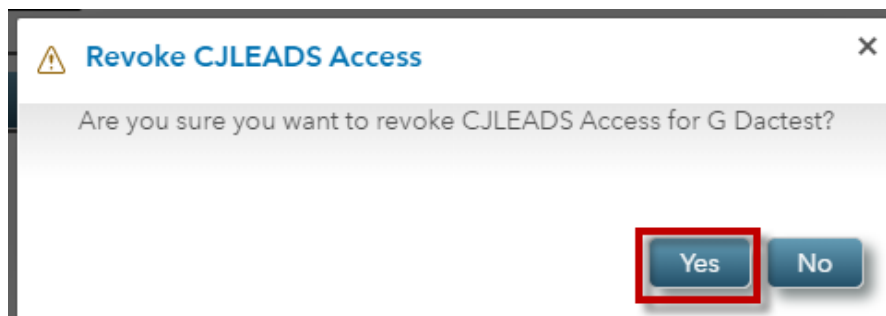 Revoke CJLEADS Access
Are you sure you want to revoke CJLEADS Access for G Dactest?
Yes No